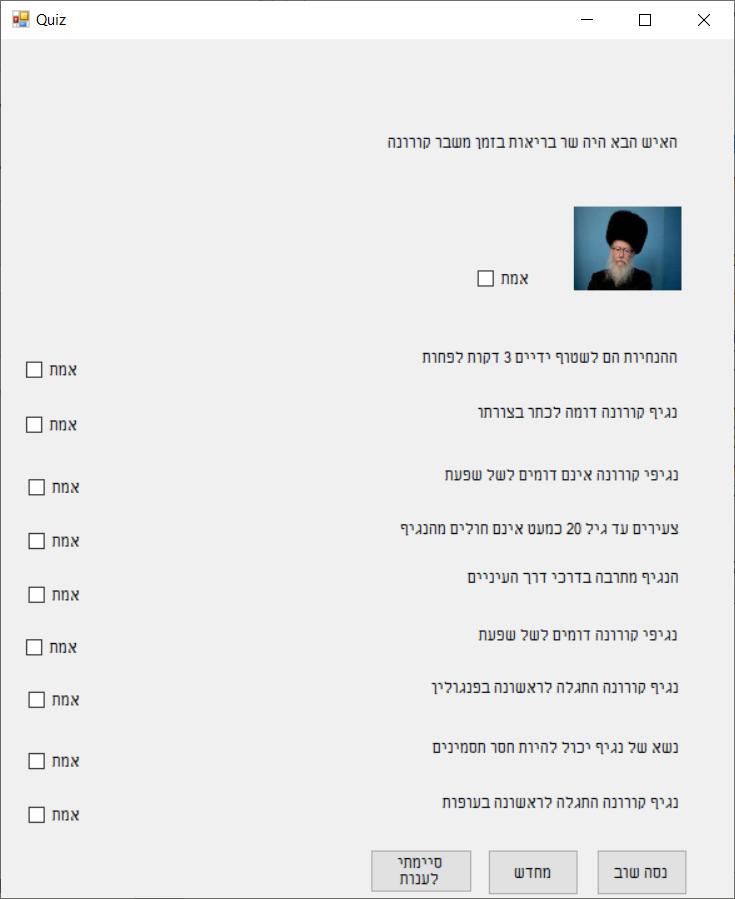 Quiz
האיש הבא היה שר בריאות בזמן משבר קורונה
אמת
ההנחיות הם לשטוף ידיים 3 דקות לפחות
אמת
נגיף קורונה דומה לכתר בצורתו
אמת
נגיפי קורונה אינם דומים לשל שפעת
אמת
צעירים עד גיל 20 כמעט אינם חולים מהנגיף
אמת
הנגיף מתרבה בדרכי דרך העיניים
אמת
נגיפי קורונה דומים לשל שפעת
אמת
נגיף קורונה התגלה לראשונה בפנגולין
אמת
נשא של נגיף יכול להיות חסר תסמינים
אמת
נגיף קורונה התגלה לראשונה בעופות
אמת
נסה שוב
מחדש
סיימתי
לענות